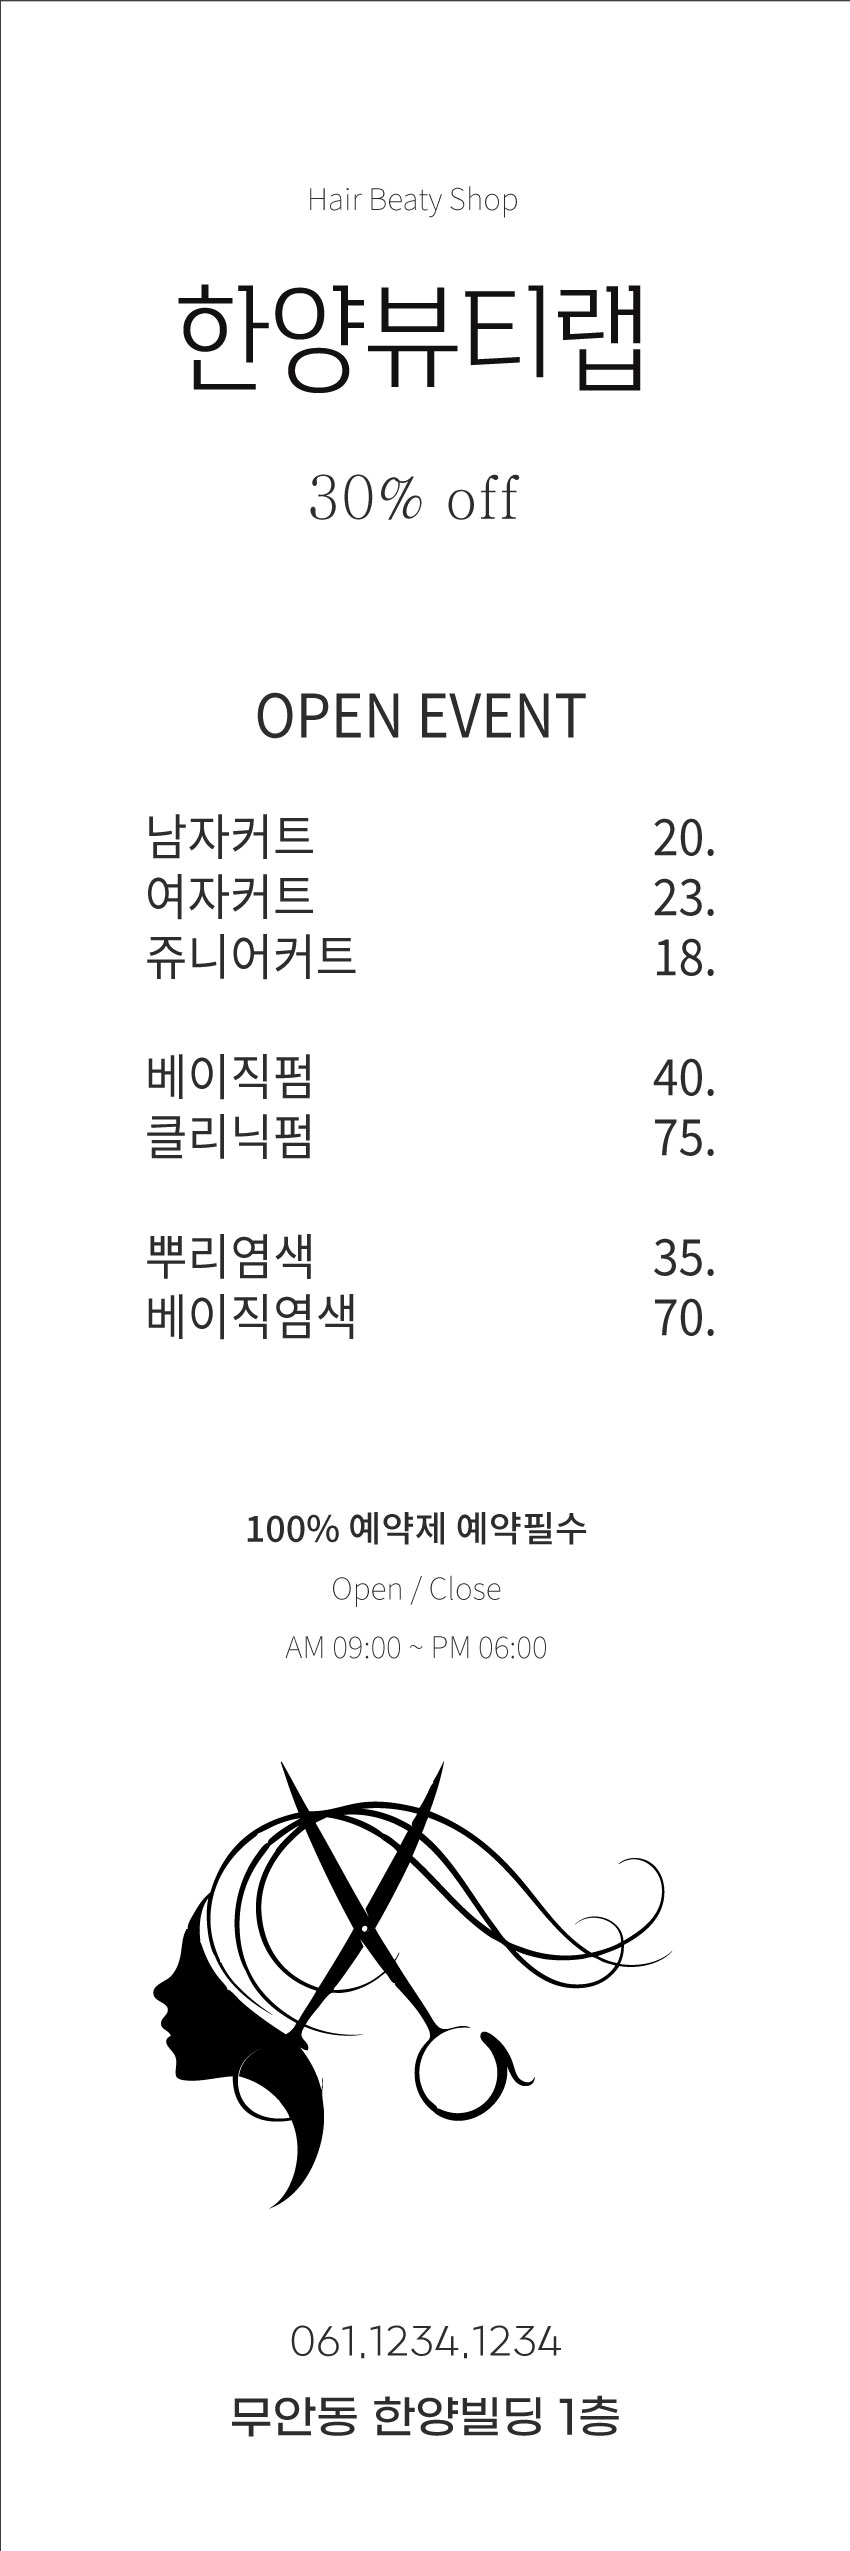 Hair Beaty Shop
한양뷰티랩
30% off
OPEN EVENT
남자커트 20.
여자커트 23.
쥬니어커트 18.
베이직펌 40.
클리닉펌 75.
뿌리염색 35.
베이직염색 70.
100% 예약제 예약필수
Open / Close
AM 09:00 ~ PM 06:00
061.1234.1234
무안동 한양빌딩 1층